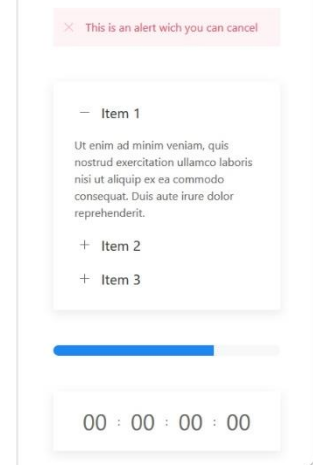 This is an alert wich you can cancel
Item 1
Ut enim ad minim veniam, quis
nostrud exercitation ullamco laboris
nisi ut aliquip ex ea commodo
consequat. Duis aute irure dolor
reprehenderit.
Item 2
Item 3
00 : 00 : 00 : 00